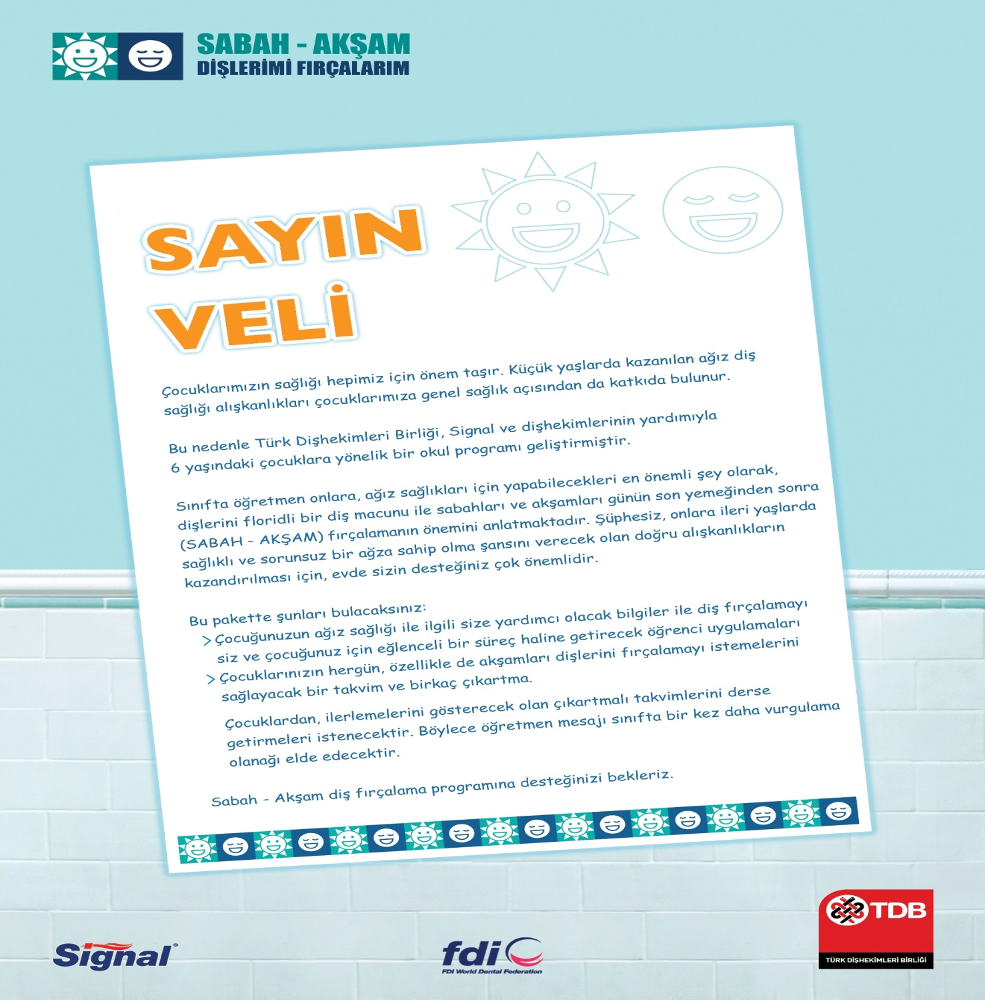 SABAH - AKŞAM
DİŞLERİMİ FIRÇALARIM
SAYIN
VELİ
Çocuklarımızın sağlığı hepimiz için önem taşır. Küçük yaşlarda kazanılan ağız diş
sağlığı alışkanlıkları çocuklarımıza genel sağlık açısından da katkıda bulunur.
Bu nedenle Türk Dişhekimleri Birliği, Signal ve dişhekimlerinin yardımıyla
6 yaşındaki çocuklara yönelik bir okul programı geliştirmiştir.
Sınıfta öğretmen onlara, ağız sağlıkları için yapabilecekleri en önemli şey olarak,
dişlerini floridli bir diş macunu ile sabahları ve akşamları günün son yemeğinden sonra
(SABAH - AKŞAM) fırçalamanın önemini anlatmaktadır. Şüphesiz, onlara ileri yaşlarda
sağlıklı ve sorunsuz bir ağza sahip olma şansını verecek olan doğru alışkanlıkların
kazandırılması için, evde sizin desteğiniz çok önemlidir.
Bu pakette şunları bulacaksınız:
> Çocuğunuzun ağız sağlığı ile ilgili size yardımcı olacak bilgiler ile diş fırçalamayı
siz ve çocuğunuz için eğlenceli bir süreç haline getirecek öğrenci uygulamaları
> Çocuklarınızın hergün, özellikle de akşamları dişlerini fırçalamayı istemelerini
sağlayacak bir takvim ve birkaç çıkartma.
Çocuklardan, ilerlemelerini gösterecek olan çıkartmalı takvimlerini derse
getirmeleri istenecektir. Böylece öğretmen mesajı sınıfta bir kez daha vurgulama
olanağı elde edecektir.
Sabah - Akşam diş fırçalama programına desteğinizi bekleriz.
Signal®
fdi
FDI World Dental Federation
TDB
TÜRK DİŞHEKİMLERİ BİRLİĞİ